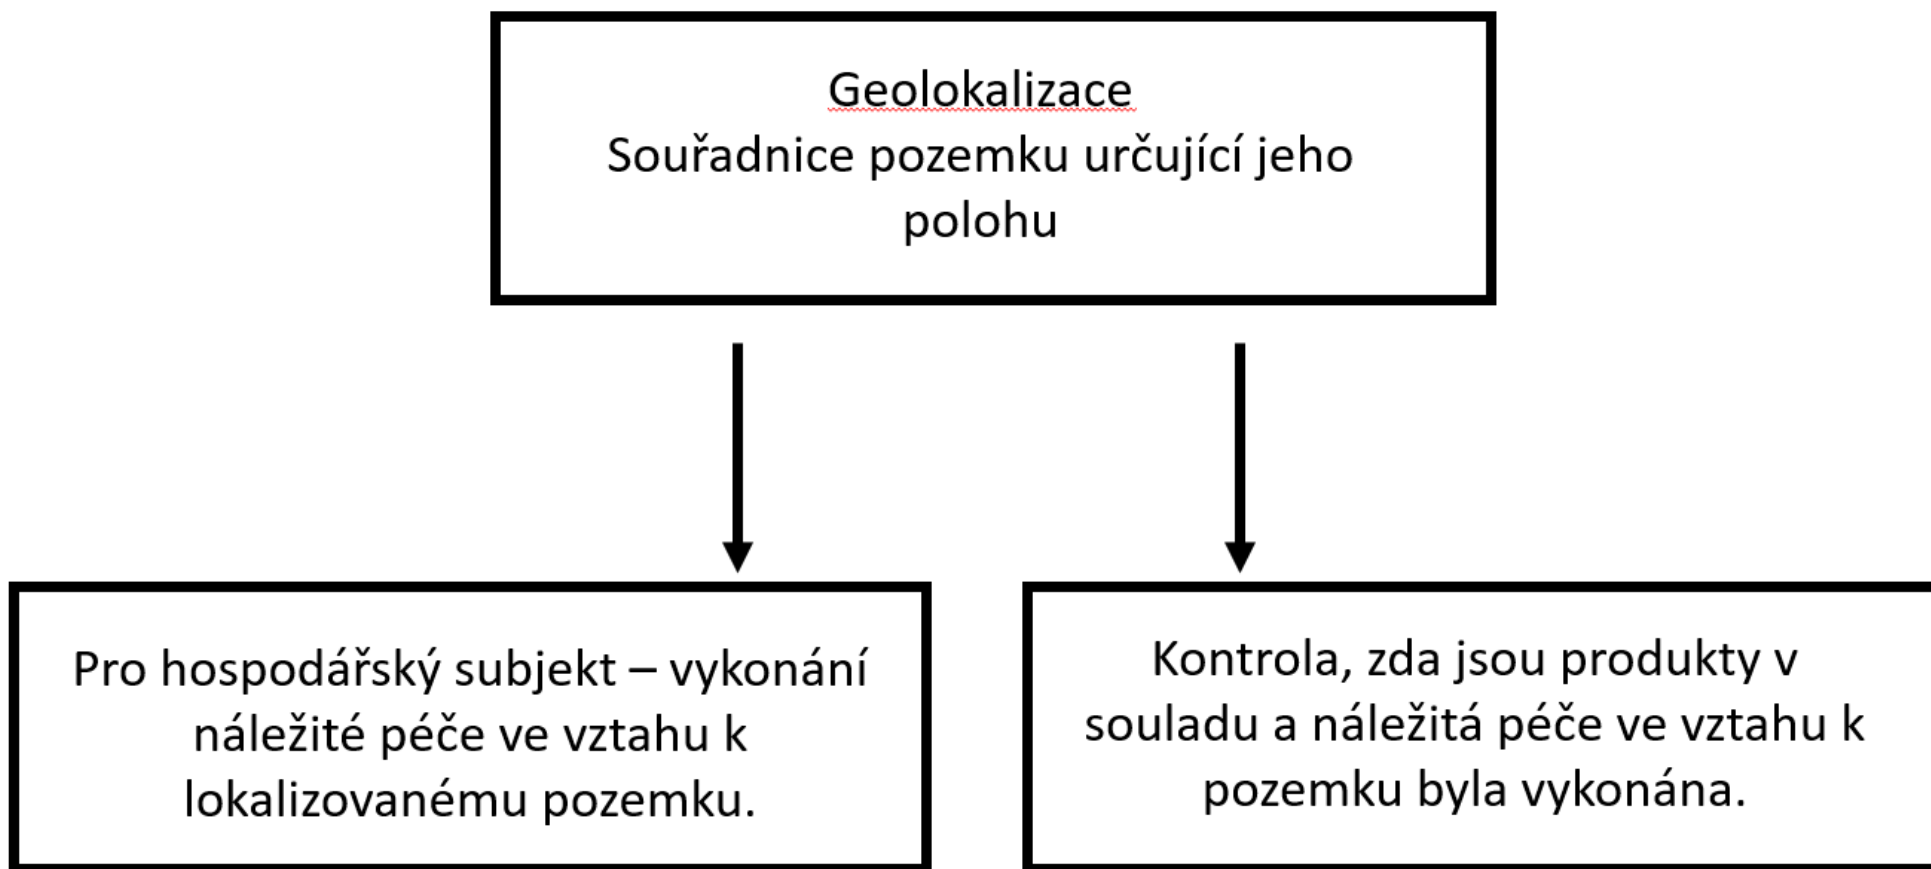 Geolokalizace
Souřadnice pozemku určující jeho
polohu
Pro hospodářský subjekt – vykonání
náležité péče ve vztahu k
lokalizovanému pozemku.
Kontrola, zda jsou produkty v
souladu a náležitá péče ve vztahu k
pozemku byla vykonána.